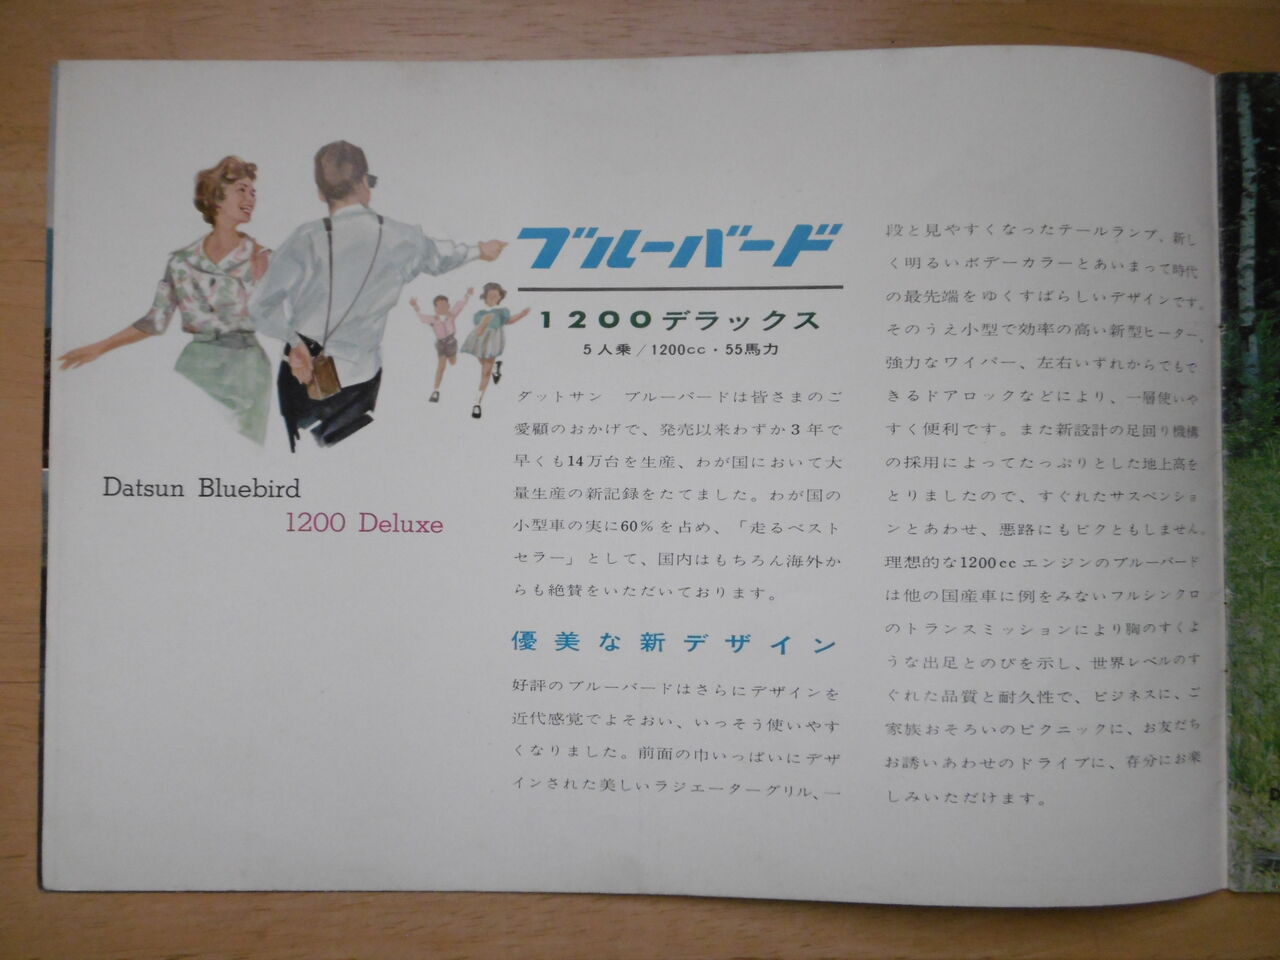 Datsun Bluebird
1200 Deluxe
ブルーバード
1200デラックス
5人乗/1200cc・55馬力
ダットサン ブルーバードは皆さまのご
愛顧のおかげで、発売以来わずか3年で
早くも14万台を生産、わが国において大
量生産の新記録をたてました。わが国の
小型車の実に60%を占め、「走るベスト
セラー」として、国内はもちろん海外か
らも絶賛をいただいております。
優美な新デザイン
好評のブルーバードはさらにデザインを
近代感覚でよそおい、いっそう使いやす
くなりました。前面の巾いっぱいにデザ
インされた美しいラジエーターグリル、一
段と見やすくなったテールランプ、新し
く明るいボデーカラーとあいまって時代
の最先端をゆくすばらしいデザインです。
そのうえ小型で効率の高い新型ヒーター、
強力なワイパー、左右いずれからでもで
きるドアロックなどにより、一層使いや
すく便利です。また新設計の足回り機構
の採用によってたっぷりとした地上高を
とりましたので、すぐれたサスペンショ
ンとあわせ、悪路にもビクともしません。
理想的な1200ccエンジンのブルーバード
は他の国産車に例をみないフルシンクロ
のトランスミッションにより胸のすくよ
うな出足とのびを示し、世界レベルのす
ぐれた品質と耐久性で、ビジネスに、ご
家族おそろいのピクニックに、お友だち
お誘いあわせのドライブに、存分にお楽
しみいただけます。